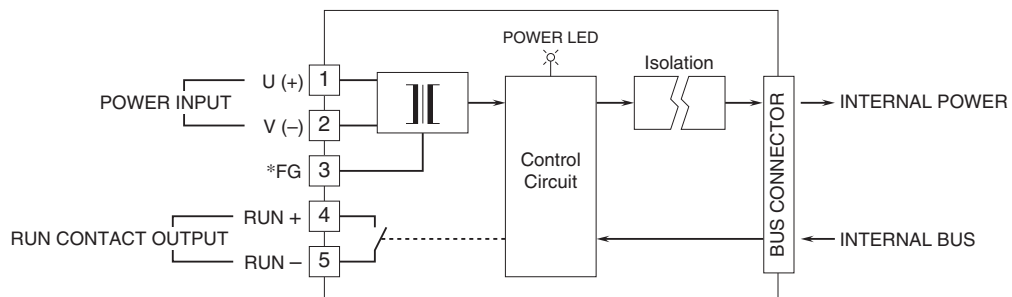 POWER LED
Isolation
POWER INPUT
U (+)
1
V (–)
2
*FG
3
Control
Circuit
BUS CONNECTOR
INTERNAL POWER
RUN CONTACT OUTPUT
RUN +
4
RUN –
5
INTERNAL BUS